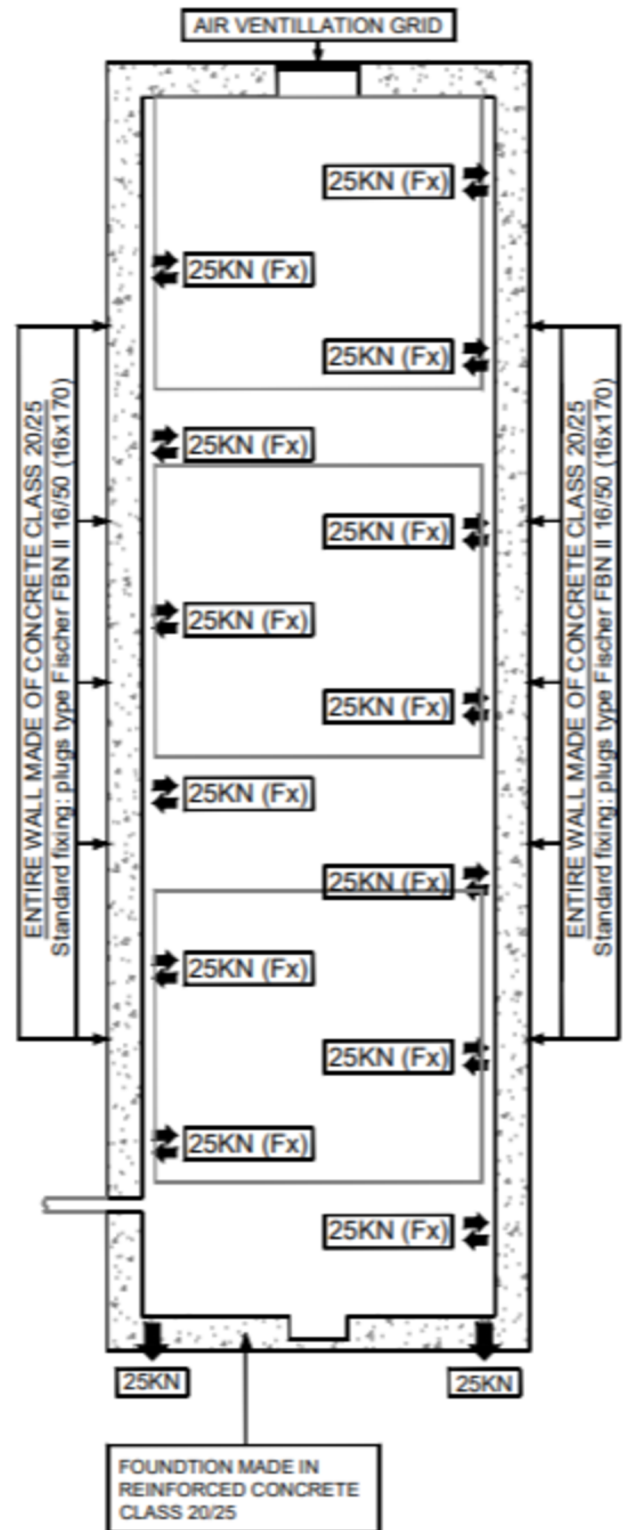 AIR VENTILLATION GRID
25KN (Fx)
25KN (Fx)
25KN (Fx)
25KN (Fx)
25KN (Fx)
25KN (Fx)
25KN (Fx)
25KN (Fx)
25KN (Fx)
25KN (Fx)
25KN (Fx)
25KN (Fx)
25KN (Fx)
ENTIRE WALL MADE OF CONCRETE CLASS 20/25
Standard fixing: plugs type Fischer FBN II 16/50 (16x170)
ENTIRE WALL MADE OF CONCRETE CLASS 20/25
Standard fixing: plugs type Fischer FBN II 16/50 (16x170)
25KN
25KN
FOUNDTION MADE IN
REINFORCED CONCRETE
CLASS 20/25